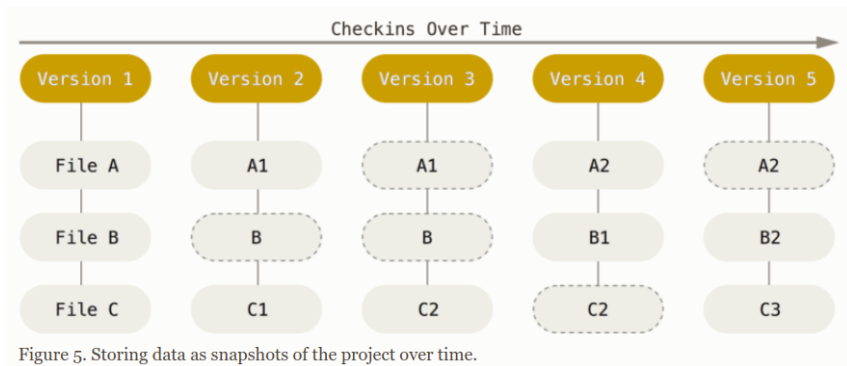 Checkins Over Time
Version 1 Version 2 Version 3 Version 4 Version 5
File A A1 A1 A2 A2
File B B B B1 B2
File C C1 C2 C2 C3
Figure 5. Storing data as snapshots of the project over time.